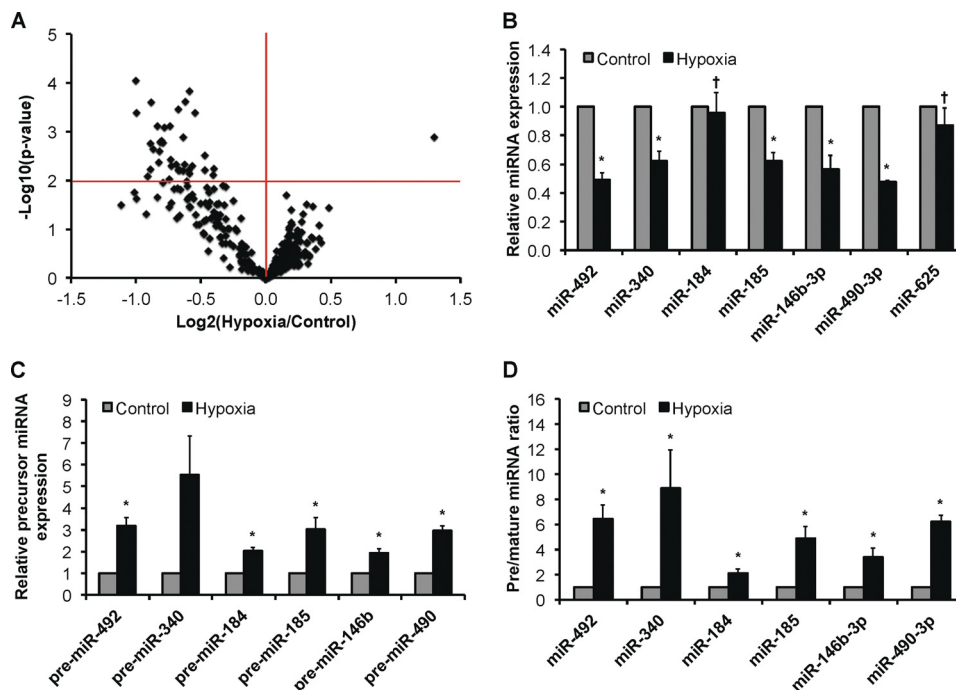 A
5
4
3
2
1
0
-1.5 -1.0 -0.5 0.0 0.5 1.0 1.5
-Log10(p-value)
Log2(Hypoxia/Control)
B
Control Hypoxia
1.4
1.2
1.0
0.8
0.6
0.4
0.2
0.0
Relative miRNA expression
* * † * * * †
miR-492 miR-340 miR-184 miR-185 miR-146b-3p miR-490-3p miR-625
C
Control Hypoxia
9
8
7
6
5
4
3
2
1
0
Relative precursor miRNA
expression
* * * * *
pre-miR-492 pre-miR-340 pre-miR-184 pre-miR-185 pre-miR-146b pre-miR-490
D
Control Hypoxia
16
14
12
10
8
6
4
2
0
Pre/mature miRNA ratio
* * * * * *
miR-492 miR-340 miR-184 miR-185 miR-146b-3p miR-490-3p